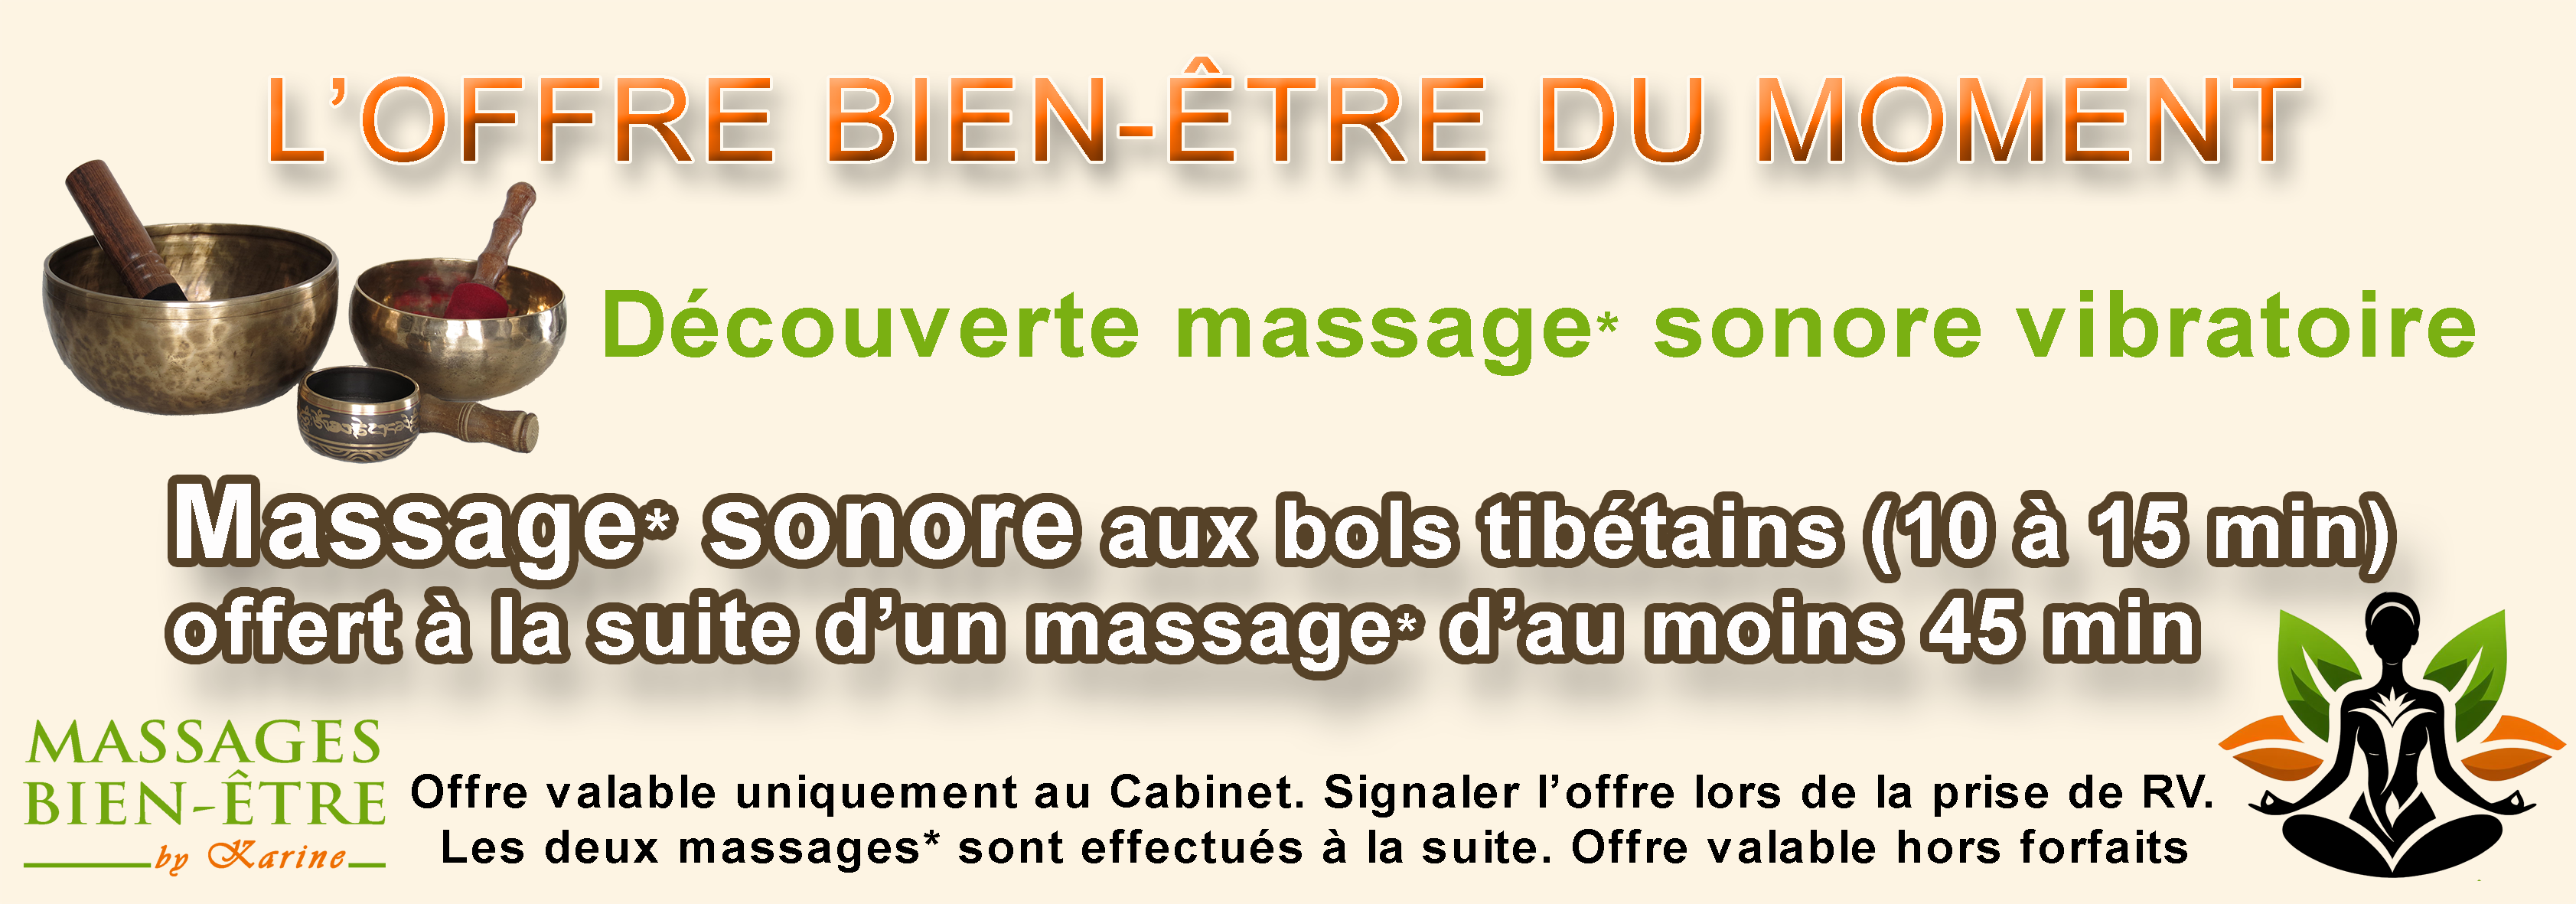 L’OFFRE BIEN-ÊTRE DU MOMENT
Découverte massage* sonore vibratoire
Massage* sonore aux bols tibétains (10 à 15 min)
offert à la suite d’un massage* d’au moins 45 min
MASSAGES
BIEN-ÊTRE
by Karine
Offre valable uniquement au Cabinet. Signaler l’offre lors de la prise de RV.
Les deux massages* sont effectués à la suite. Offre valable hors forfaits